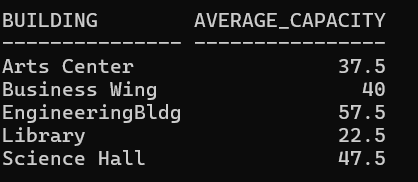 BUILDING        AVERAGE_CAPACITY
--------------- ----------------
Arts Center                 37.5
Business Wing                 40
EngineeringBldg             57.5
Library                     22.5
Science Hall                47.5